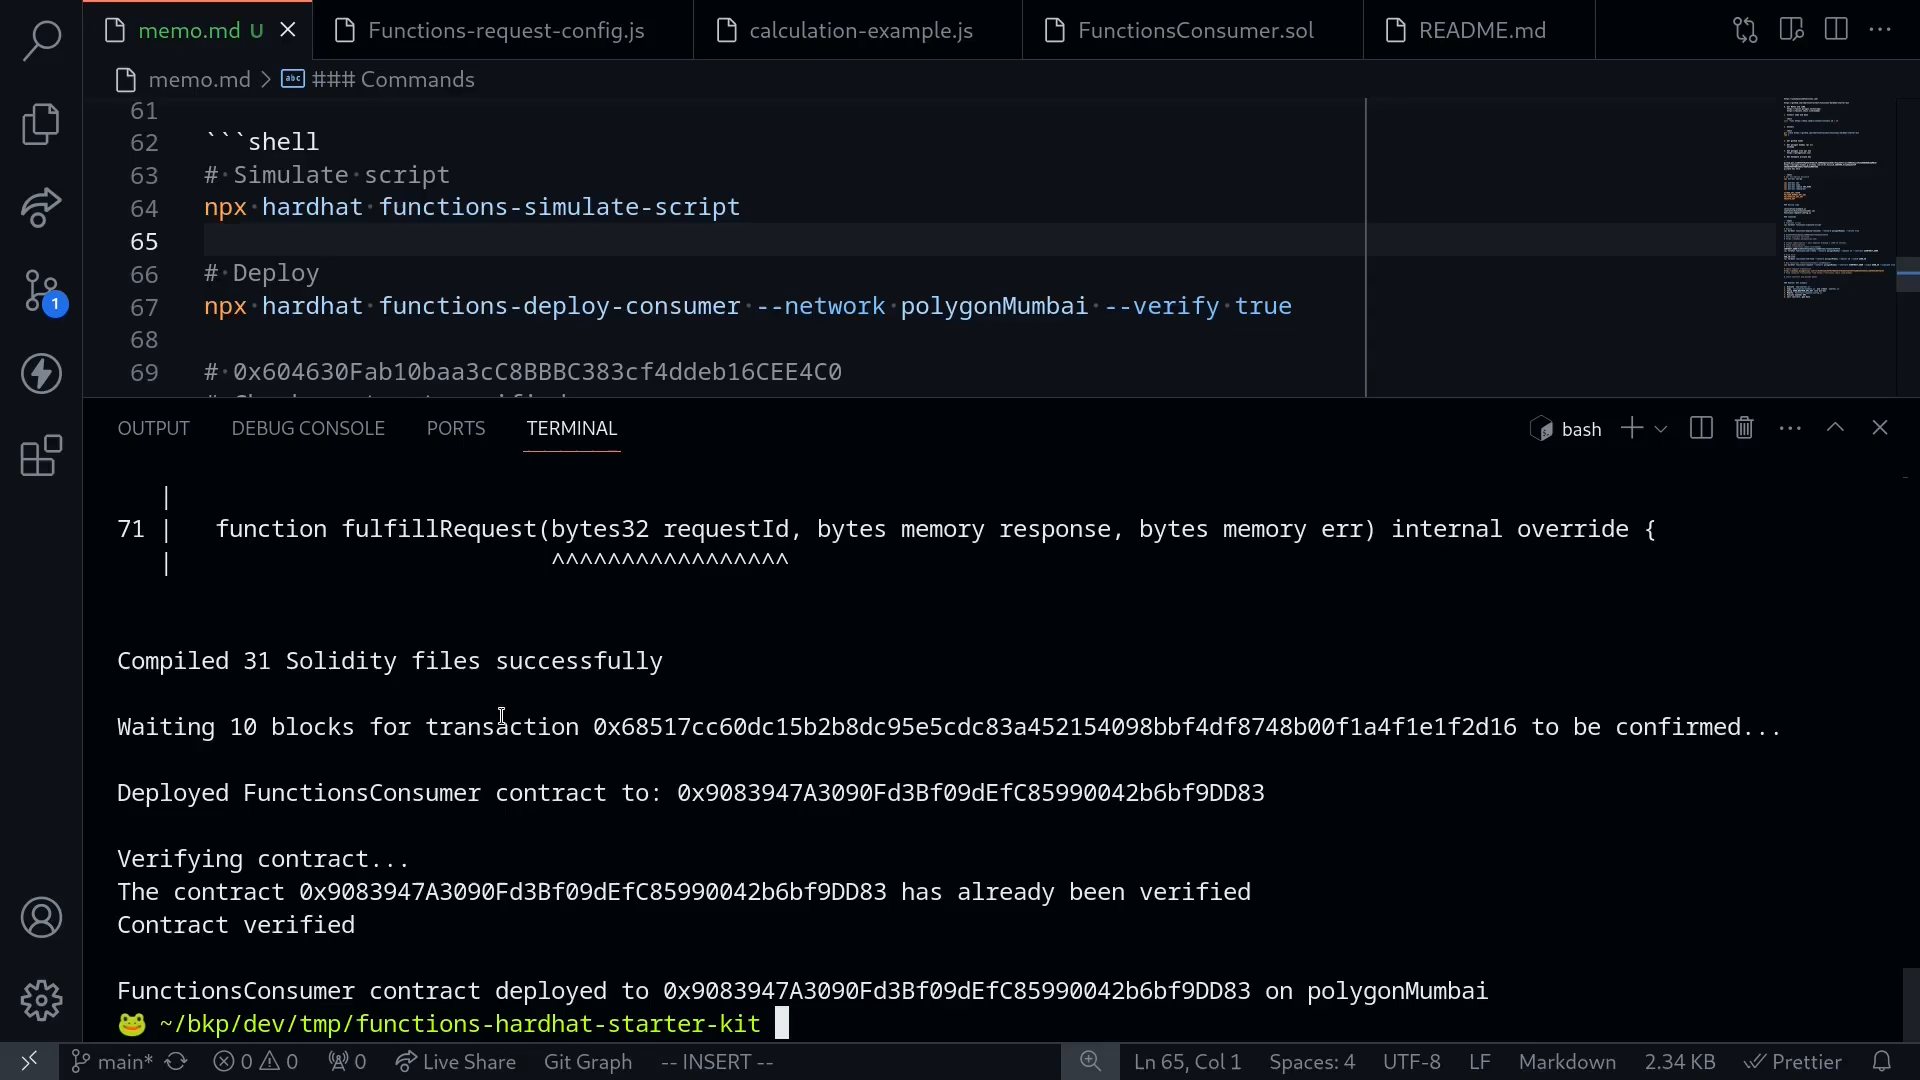 memo.md U
Functions-request-config.js
calculation-example.js
FunctionsConsumer.sol
README.md
memo.md > abc ### Commands
61
62 ```shell
63 # Simulate script
64 npx hardhat functions-simulate-script
65
66 # Deploy
67 npx hardhat functions-deploy-consumer --network polygonMumbai --verify true
68
69 # 0x604630Fab10baa3cC8BBBC383cf4ddeb16CEE4C0
OUTPUT DEBUG CONSOLE PORTS TERMINAL
bash
|
71 | function fulfillRequest(bytes32 requestId, bytes memory response, bytes memory err) internal override {
| ^^^^^^^^^^^^^^^^^
Compiled 31 Solidity files successfully
Waiting 10 blocks for transaction 0x68517cc60dc15b2b8dc95e5cdc83a452154098bbf4df8748b00f1a4f1e1f2d16 to be confirmed...
Deployed FunctionsConsumer contract to: 0x9083947A3090Fd3Bf09dEfC85990042b6bf9DD83
Verifying contract...
The contract 0x9083947A3090Fd3Bf09dEfC85990042b6bf9DD83 has already been verified
Contract verified
FunctionsConsumer contract deployed to 0x9083947A3090Fd3Bf09dEfC85990042b6bf9DD83 on polygonMumbai
🐸 ~/bkp/dev/tmp/functions-hardhat-starter-kit
1
main* 0 0 0 Live Share Git Graph -- INSERT -- Ln 65, Col 1 Spaces: 4 UTF-8 LF Markdown 2.34 KB Prettier